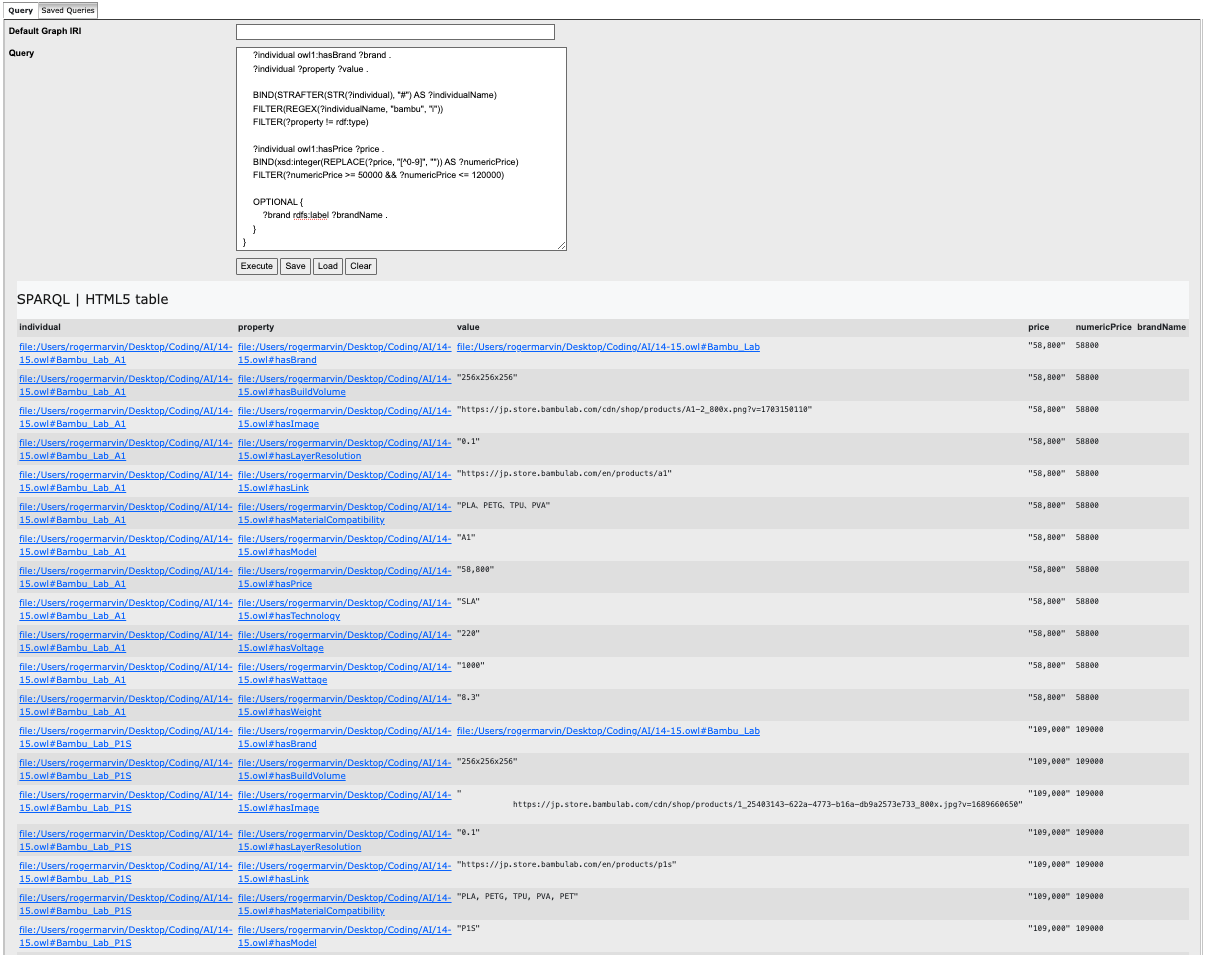 Query Saved Queries
Default Graph IRI
Query
?individual owl1:hasBrand ?brand .
?individual ?property ?value .
BIND(STRAFTER(STR(?individual), "#") AS ?individualName)
FILTER(REGEX(?individualName, "bambu", "i"))
FILTER(?property != rdf:type)
?individual owl1:hasPrice ?price .
BIND(xsd:integer(REPLACE(?price, "[^0-9]", "")) AS ?numericPrice)
FILTER(?numericPrice >= 50000 && ?numericPrice <= 120000)
OPTIONAL {
?brand rdfs:label ?brandName .
}
}
Execute Save Load Clear
SPARQL | HTML5 table
individual property value price numericPrice brandName
file:/Users/rogermarvin/Desktop/Coding/AI/14- file:/Users/rogermarvin/Desktop/Coding/AI/14- file:/Users/rogermarvin/Desktop/Coding/AI/14-15.owl#Bambu_Lab "58,800" 58800
15.owl#Bambu_Lab_A1 15.owl#hasBrand
file:/Users/rogermarvin/Desktop/Coding/AI/14- file:/Users/rogermarvin/Desktop/Coding/AI/14- "256x256x256" "58,800" 58800
15.owl#Bambu_Lab_A1 15.owl#hasBuildVolume
file:/Users/rogermarvin/Desktop/Coding/AI/14- file:/Users/rogermarvin/Desktop/Coding/AI/14- "https://jp.store.bambulab.com/cdn/shop/products/A1-2_800x.png?v=1703150110" "58,800" 58800
15.owl#Bambu_Lab_A1 15.owl#hasImage
file:/Users/rogermarvin/Desktop/Coding/AI/14- file:/Users/rogermarvin/Desktop/Coding/AI/14- "0.1" "58,800" 58800
15.owl#Bambu_Lab_A1 15.owl#hasLayerResolution
file:/Users/rogermarvin/Desktop/Coding/AI/14- file:/Users/rogermarvin/Desktop/Coding/AI/14- "https://jp.store.bambulab.com/en/products/a1" "58,800" 58800
15.owl#Bambu_Lab_A1 15.owl#hasLink
file:/Users/rogermarvin/Desktop/Coding/AI/14- file:/Users/rogermarvin/Desktop/Coding/AI/14- "PLA、PETG、TPU、PVA" "58,800" 58800
15.owl#Bambu_Lab_A1 15.owl#hasMaterialCompatibility
file:/Users/rogermarvin/Desktop/Coding/AI/14- file:/Users/rogermarvin/Desktop/Coding/AI/14- "A1" "58,800" 58800
15.owl#Bambu_Lab_A1 15.owl#hasModel
file:/Users/rogermarvin/Desktop/Coding/AI/14- file:/Users/rogermarvin/Desktop/Coding/AI/14- "58,800" "58,800" 58800
15.owl#Bambu_Lab_A1 15.owl#hasPrice
file:/Users/rogermarvin/Desktop/Coding/AI/14- file:/Users/rogermarvin/Desktop/Coding/AI/14- "SLA" "58,800" 58800
15.owl#Bambu_Lab_A1 15.owl#hasTechnology
file:/Users/rogermarvin/Desktop/Coding/AI/14- file:/Users/rogermarvin/Desktop/Coding/AI/14- "220" "58,800" 58800
15.owl#Bambu_Lab_A1 15.owl#hasVoltage
file:/Users/rogermarvin/Desktop/Coding/AI/14- file:/Users/rogermarvin/Desktop/Coding/AI/14- "1000" "58,800" 58800
15.owl#Bambu_Lab_A1 15.owl#hasWattage
file:/Users/rogermarvin/Desktop/Coding/AI/14- file:/Users/rogermarvin/Desktop/Coding/AI/14- "8.3" "58,800" 58800
15.owl#Bambu_Lab_A1 15.owl#hasWeight
file:/Users/rogermarvin/Desktop/Coding/AI/14- file:/Users/rogermarvin/Desktop/Coding/AI/14- file:/Users/rogermarvin/Desktop/Coding/AI/14-15.owl#Bambu_Lab "109,000" 109000
15.owl#Bambu_Lab_P1S 15.owl#hasBrand
file:/Users/rogermarvin/Desktop/Coding/AI/14- file:/Users/rogermarvin/Desktop/Coding/AI/14- "256x256x256" "109,000" 109000
15.owl#Bambu_Lab_P1S 15.owl#hasBuildVolume
file:/Users/rogermarvin/Desktop/Coding/AI/14- file:/Users/rogermarvin/Desktop/Coding/AI/14- " "109,000" 109000
15.owl#Bambu_Lab_P1S 15.owl#hasImage https://jp.store.bambulab.com/cdn/shop/products/1_25403143-622a-4773-b16a-db9a2573e733_800x.jpg?v=1689660650"
file:/Users/rogermarvin/Desktop/Coding/AI/14- file:/Users/rogermarvin/Desktop/Coding/AI/14- "0.1" "109,000" 109000
15.owl#Bambu_Lab_P1S 15.owl#hasLayerResolution
file:/Users/rogermarvin/Desktop/Coding/AI/14- file:/Users/rogermarvin/Desktop/Coding/AI/14- "https://jp.store.bambulab.com/en/products/p1s" "109,000" 109000
15.owl#Bambu_Lab_P1S 15.owl#hasLink
file:/Users/rogermarvin/Desktop/Coding/AI/14- file:/Users/rogermarvin/Desktop/Coding/AI/14- "PLA, PETG, TPU, PVA, PET" "109,000" 109000
15.owl#Bambu_Lab_P1S 15.owl#hasMaterialCompatibility
file:/Users/rogermarvin/Desktop/Coding/AI/14- file:/Users/rogermarvin/Desktop/Coding/AI/14- "P1S" "109,000" 109000
15.owl#Bambu_Lab_P1S 15.owl#hasModel